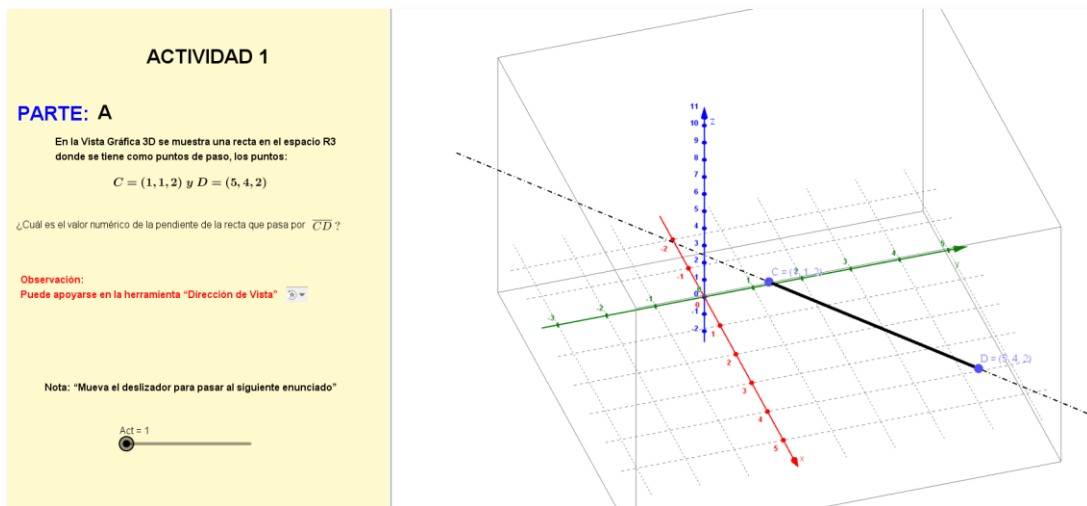 ACTIVIDAD 1
PARTE: A
En la Vista Gráfica 3D se muestra una recta en el espacio R3
donde se tiene como puntos de paso, los puntos:
C = (1, 1, 2) y D = (5, 4, 2)
¿Cuál es el valor numérico de la pendiente de la recta que pasa por CD ?
Observación:
Puede apoyarse en la herramienta “Dirección de Vista”
Nota: “Mueva el deslizador para pasar al siguiente enunciado”
Act = 1
11
z
10
9
8
7
6
5
4
3
2
1
0
-1
-2
-2
-1
0
1
2
3
4
5
x
-3
-2
-1
0
1
2
3
4
5
y
C = (1, 1, 2)
D = (5, 4, 2)